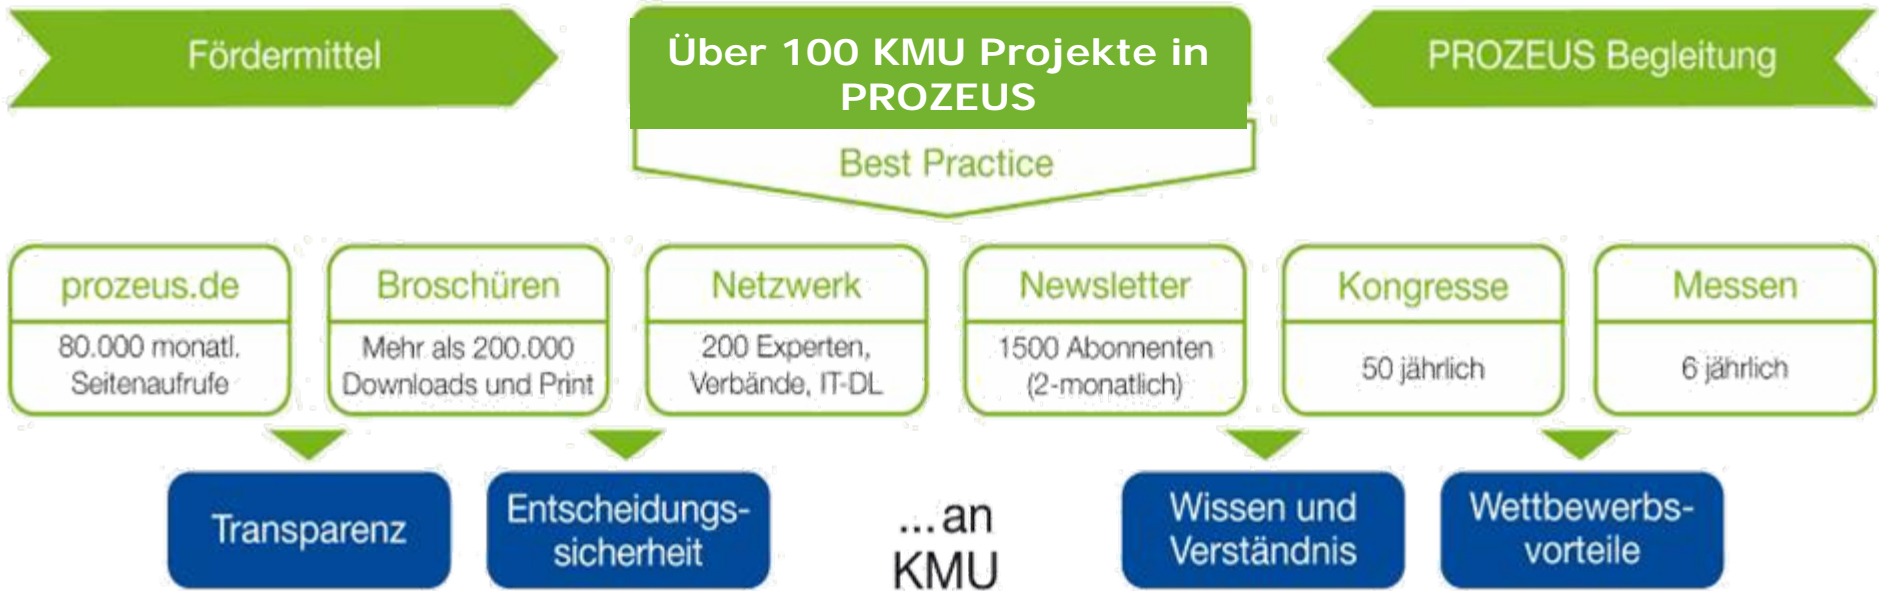 Fördermittel
Über 100 KMU Projekte in
PROZEUS
PROZEUS Begleitung
Best Practice
prozeus.de
80.000 monatl.
Seitenaufrufe
Broschüren
Mehr als 200.000
Downloads und Print
Netzwerk
200 Experten,
Verbände, IT-DL
Newsletter
1500 Abonnenten
(2-monatlich)
Kongresse
50 jährlich
Messen
6 jährlich
Transparenz
Entscheidungs-
sicherheit
...an
KMU
Wissen und
Verständnis
Wettbewerbs-
vorteile